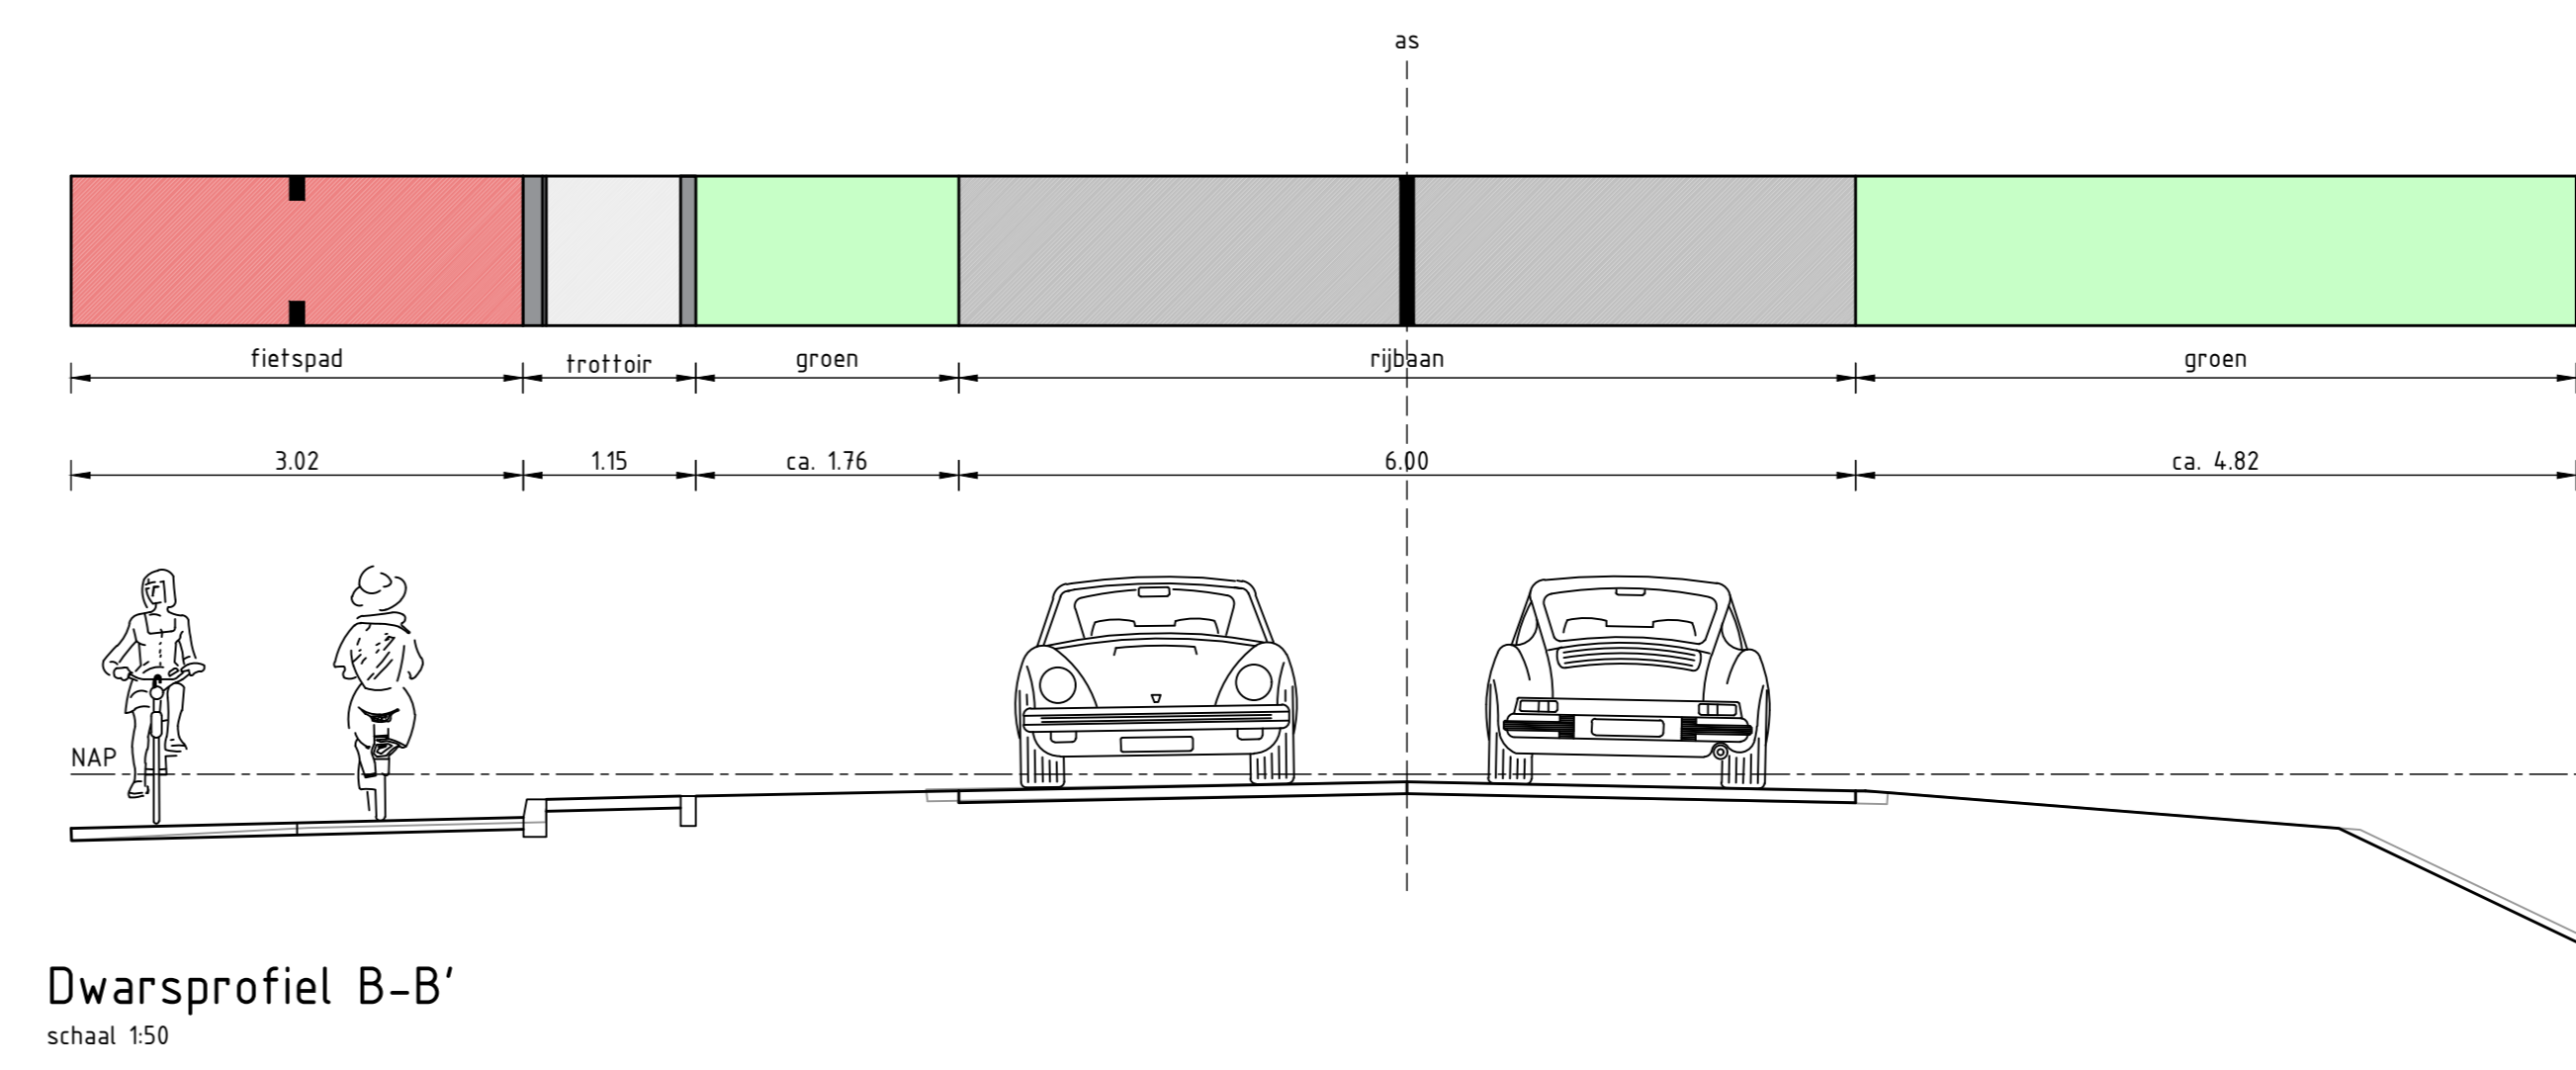 as
fietspad trottoir groen rijbaan groen
3.02 1.15 ca. 1.76 6.00 ca. 4.82
NAP
Dwarsprofiel B-B'
schaal 1:50